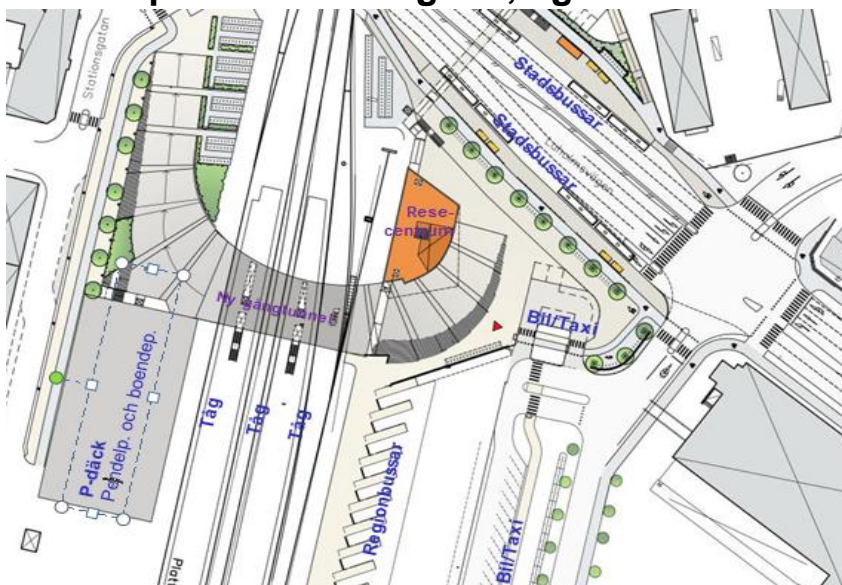 Stationsgatan
Stadsbussar
Stadsbussar
Luholmsvägen
Rese-
centrum
Ny gångtunnel
Bil/Taxi
Tåg
Tåg
Tåg
P-däck
Pendelp. och boendep.
Regionbussar
Bil/Taxi